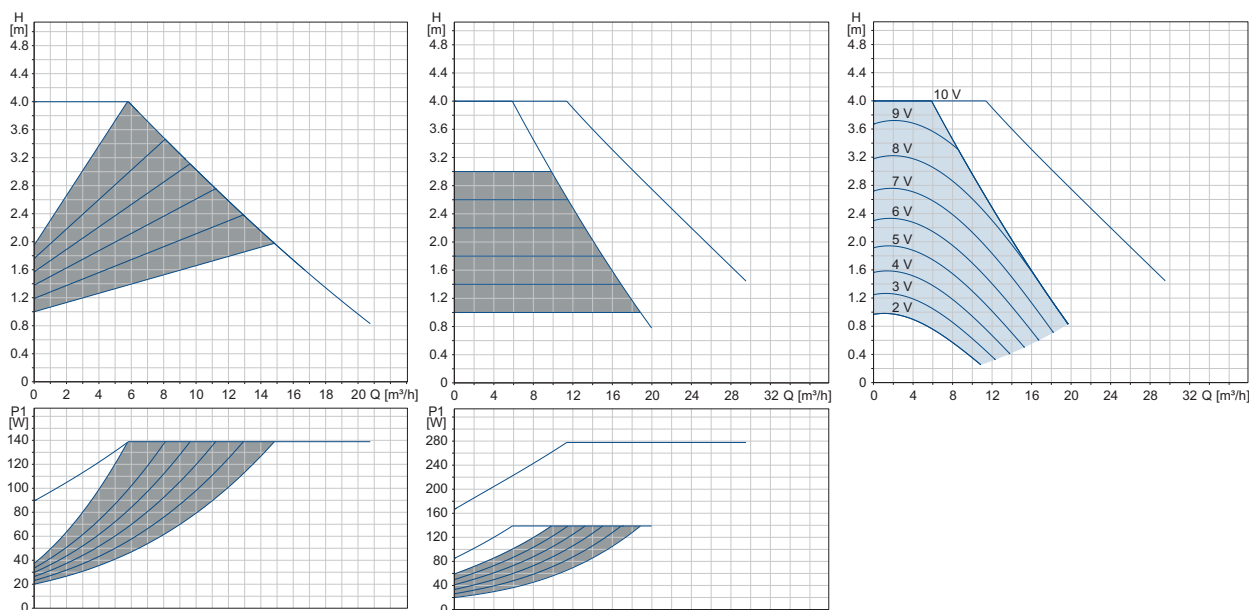 H
[m]
4.8
4.4
4.0
3.6
3.2
2.8
2.4
2.0
1.6
1.2
0.8
0.4
0
0 2 4 6 8 10 12 14 16 18 20 Q [m³/h]
P1
[W]
140
120
100
80
60
40
20
0
H
[m]
4.8
4.4
4.0
3.6
3.2
2.8
2.4
2.0
1.6
1.2
0.8
0.4
0
0 4 8 12 16 20 24 28 32 Q [m³/h]
P1
[W]
280
240
200
160
120
80
40
0
H
[m]
4.8
4.4
4.0
3.6
3.2
2.8
2.4
2.0
1.6
1.2
0.8
0.4
0
10 V
9 V
8 V
7 V
6 V
5 V
4 V
3 V
2 V
0 4 8 12 16 20 24 28 32 Q [m³/h]